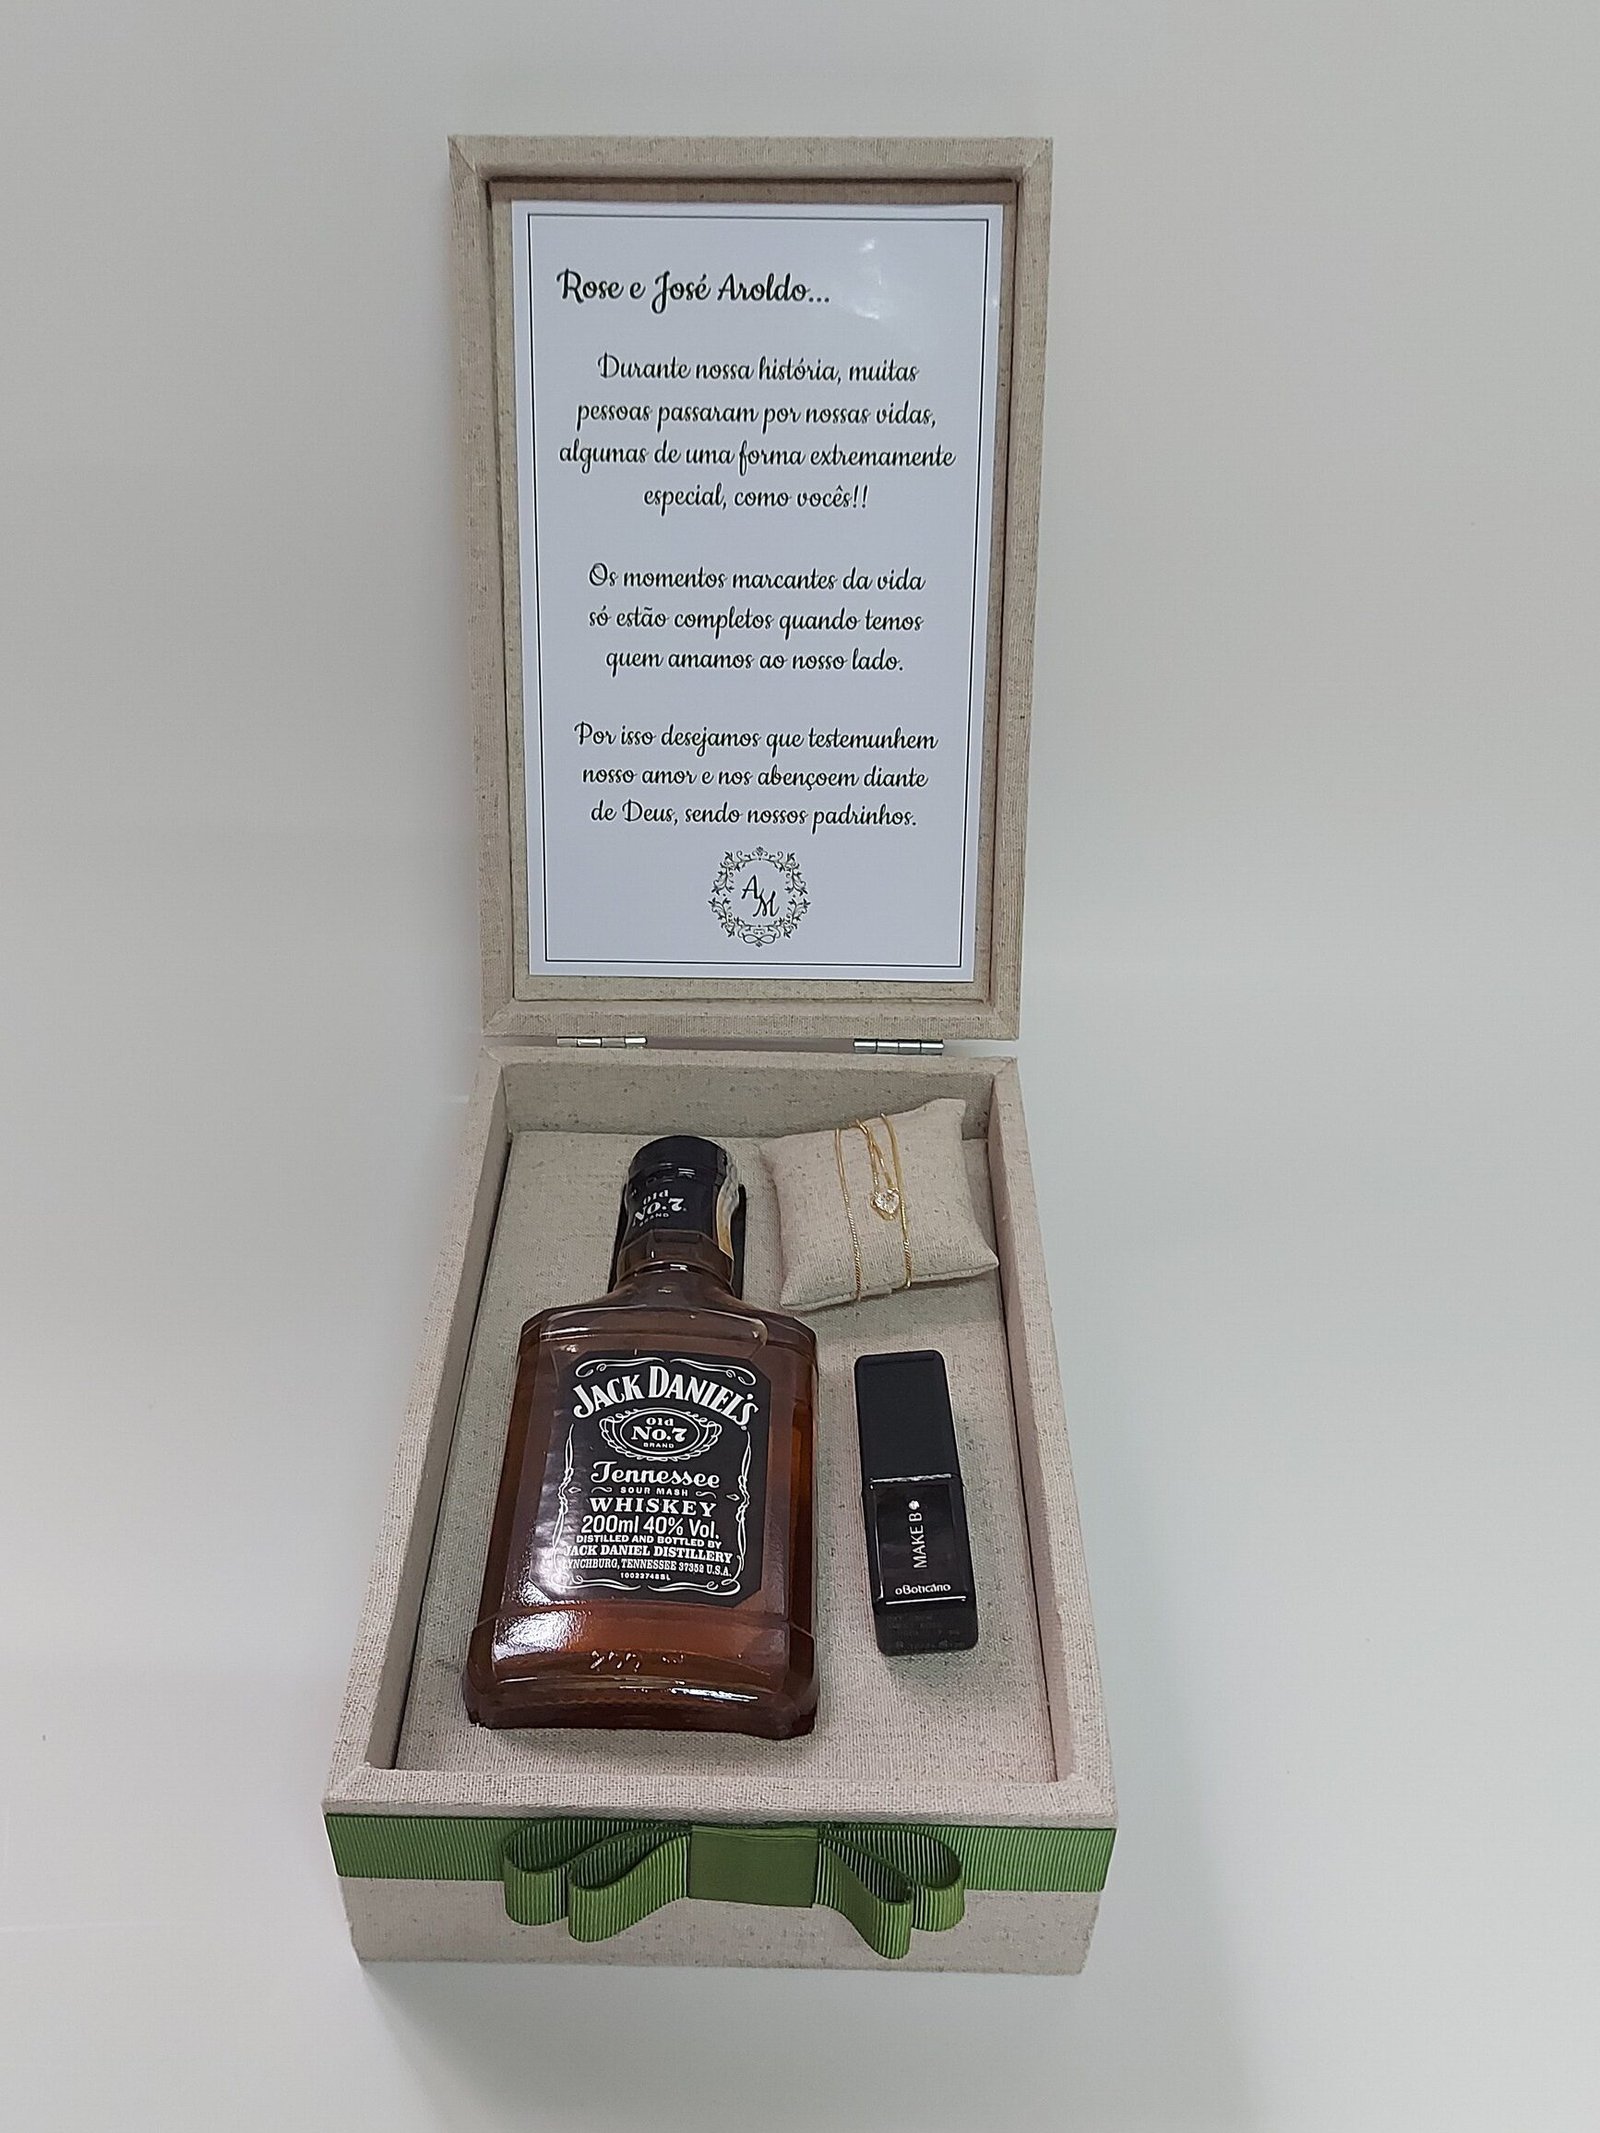 Rose e José Aroldo...
Durante nossa história, muitas
pessoas passaram por nossas vidas,
algumas de uma forma extremamente
especial, como vocês!!
Os momentos marcantes da vida
só estão completos quando temos
quem amamos ao nosso lado.
Por isso desejamos que testemunhem
nosso amor e nos abençoem diante
de Deus, sendo nossos padrinhos.
A
M
Old
No.7
BRAND
JACK DANIEL'S
Old
No.7
BRAND
Tennessee
SOUR MASH
WHISKEY
200ml 40% Vol.
DISTILLED AND BOTTLED BY
JACK DANIEL DISTILLERY
LYNCHBURG, TENNESSEE 37352 U.S.A.
MAKE B
oBoticário